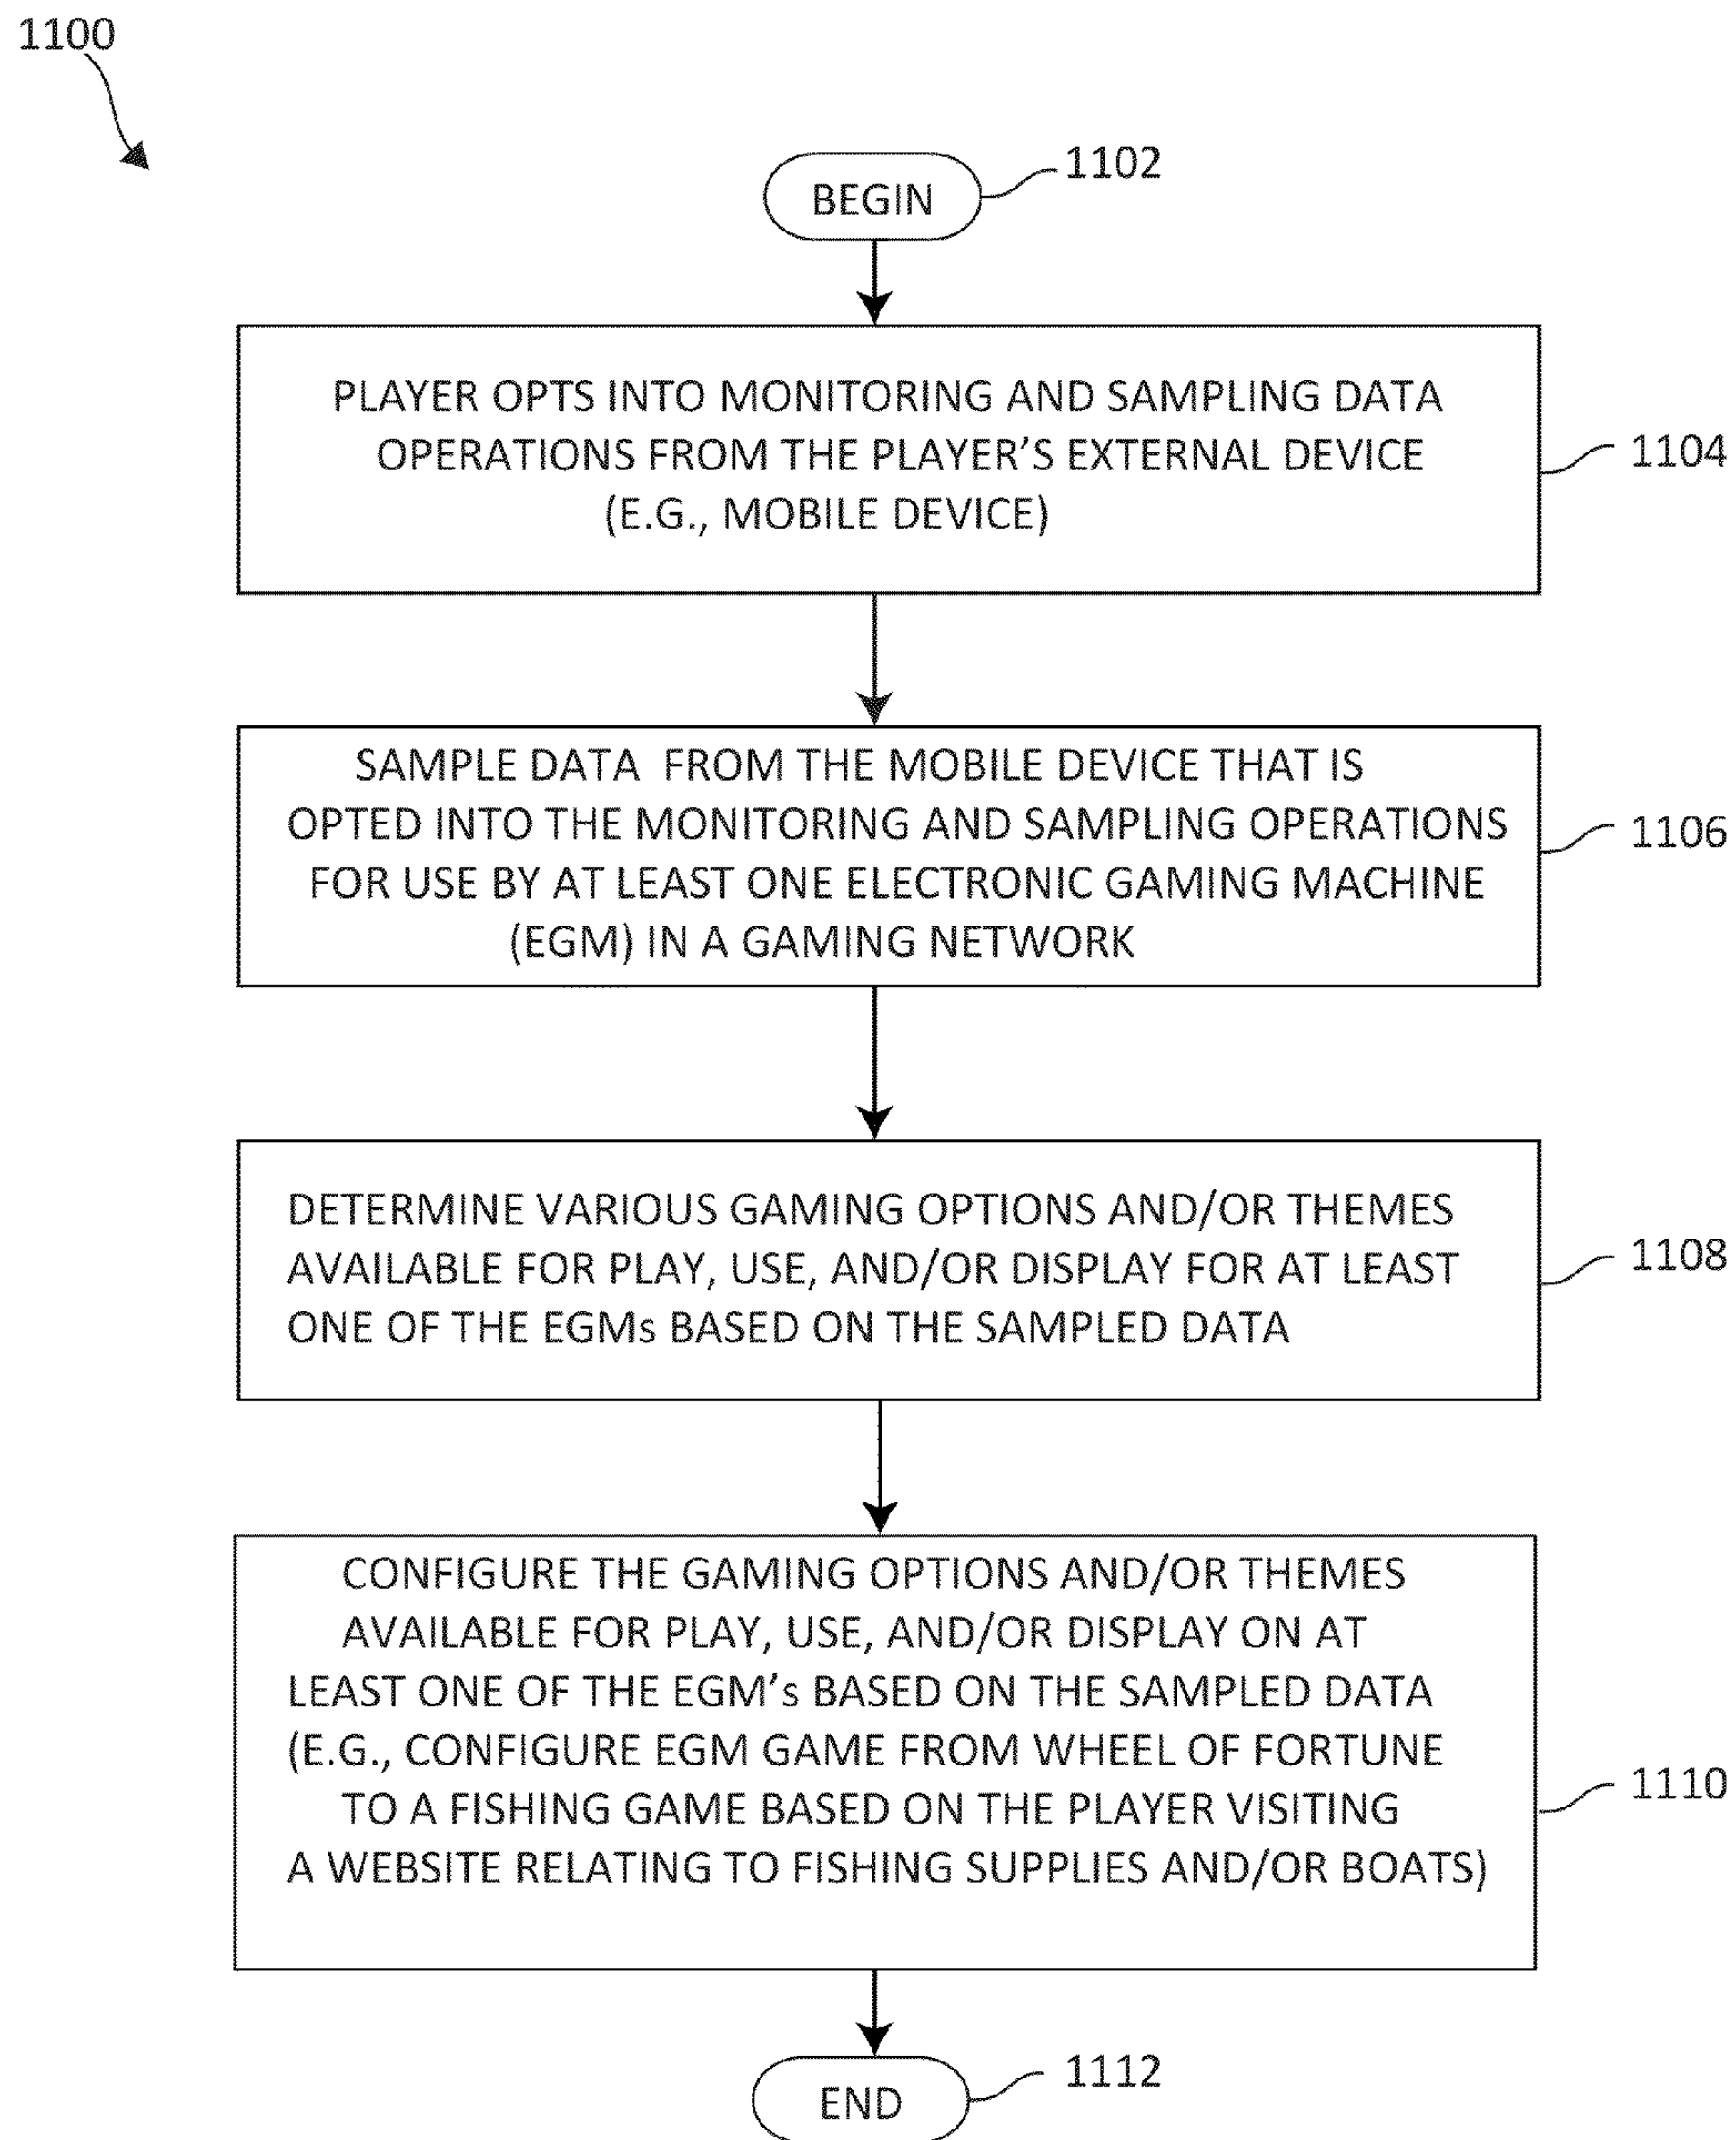 1100
BEGIN
1102
PLAYER OPTS INTO MONITORING AND SAMPLING DATA
OPERATIONS FROM THE PLAYER’S EXTERNAL DEVICE
(E.G., MOBILE DEVICE)
1104
SAMPLE DATA FROM THE MOBILE DEVICE THAT IS
OPTED INTO THE MONITORING AND SAMPLING OPERATIONS
FOR USE BY AT LEAST ONE ELECTRONIC GAMING MACHINE
(EGM) IN A GAMING NETWORK
1106
DETERMINE VARIOUS GAMING OPTIONS AND/OR THEMES
AVAILABLE FOR PLAY, USE, AND/OR DISPLAY FOR AT LEAST
ONE OF THE EGMs BASED ON THE SAMPLED DATA
1108
CONFIGURE THE GAMING OPTIONS AND/OR THEMES
AVAILABLE FOR PLAY, USE, AND/OR DISPLAY ON AT
LEAST ONE OF THE EGM’s BASED ON THE SAMPLED DATA
(E.G., CONFIGURE EGM GAME FROM WHEEL OF FORTUNE
TO A FISHING GAME BASED ON THE PLAYER VISITING
A WEBSITE RELATING TO FISHING SUPPLIES AND/OR BOATS)
1110
END
1112